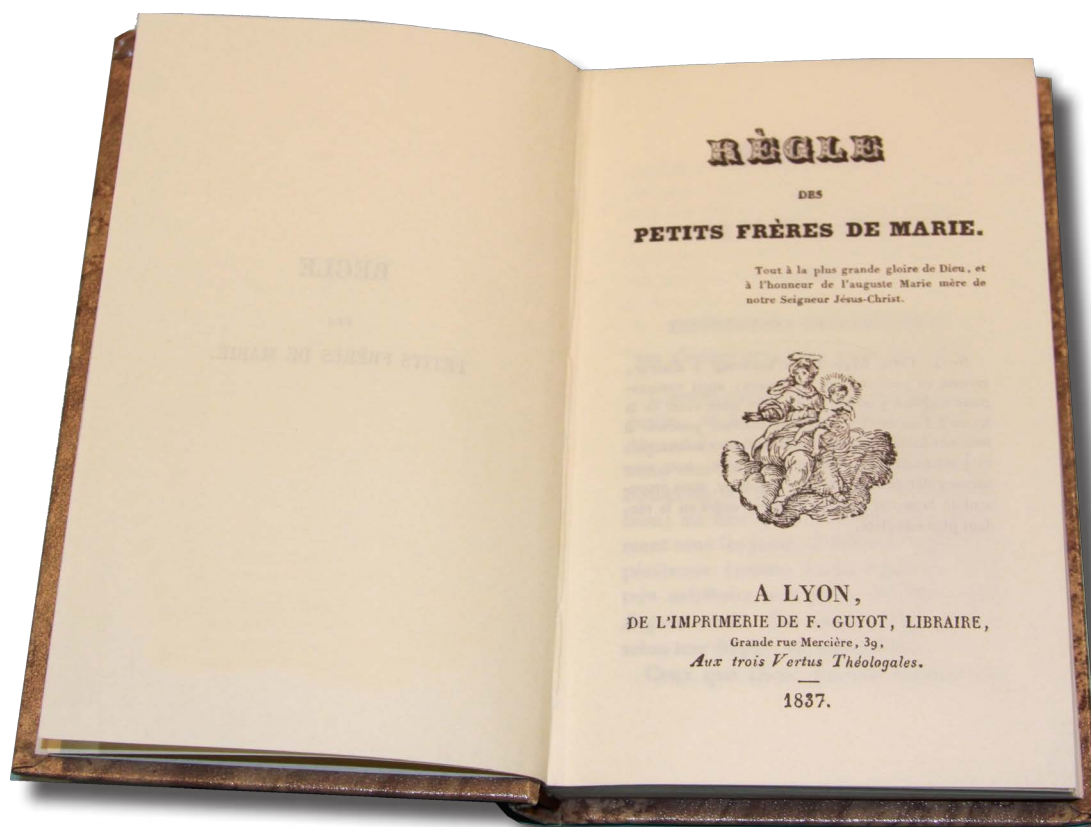 RÈGLE
DES
PETITS FRÈRES DE MARIE.
Tout à la plus grande gloire de Dieu, et
à l'honneur de l'auguste Marie mère de
notre Seigneur Jésus-Christ.
A LYON,
DE L'IMPRIMERIE DE F. GUYOT, LIBRAIRE,
Grande rue Mercière, 39,
Aux trois Vertus Théologales.
1837.